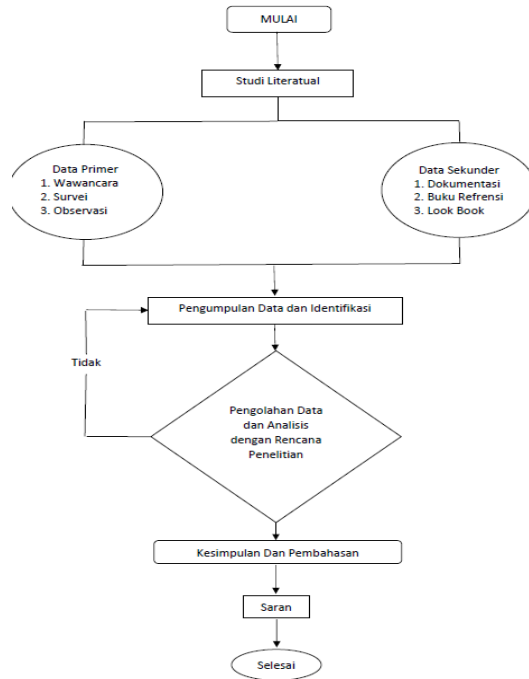 MULAI
Studi Literatual
Data Primer
1. Wawancara
2. Survei
3. Observasi
Data Sekunder
1. Dokumentasi
2. Buku Refrensi
3. Look Book
Pengumpulan Data dan Identifikasi
Tidak
Pengolahan Data
dan Analisis
dengan Rencana
Penelitian
Kesimpulan Dan Pembahasan
Saran
Selesai